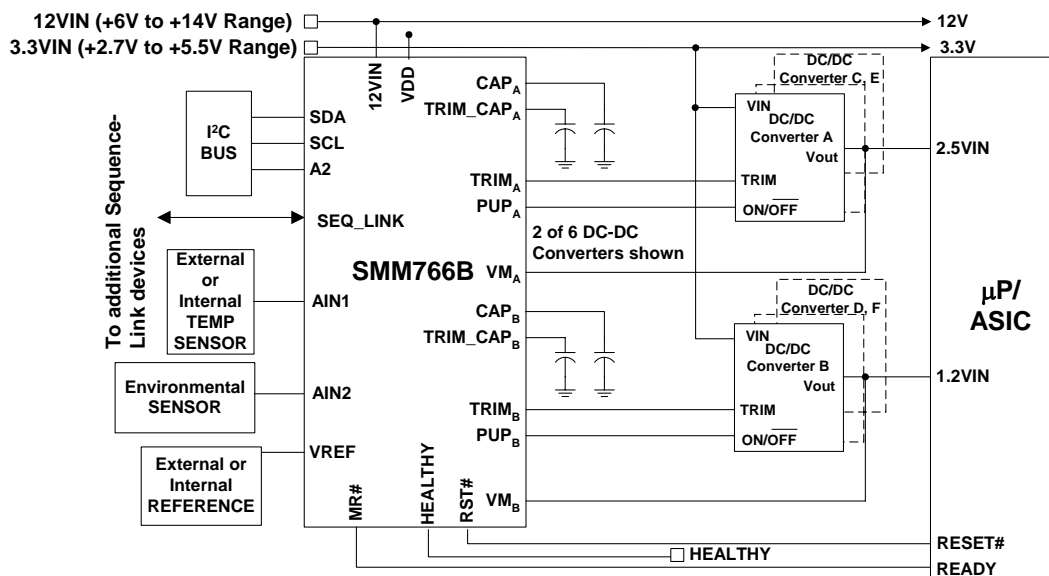 12VIN (+6V to +14V Range)
12V
3.3VIN (+2.7V to +5.5V Range)
3.3V
12VIN
VDD
I²C
BUS
SDA
SCL
A2
SEQ_LINK
To additional Sequence-
Link devices
External
or
Internal
TEMP
SENSOR
AIN1
Environmental
SENSOR
AIN2
External or
Internal
REFERENCE
VREF
SMM766B
MR#
HEALTHY
RST#
CAPA
TRIM_CAPA
TRIMA
PUPA
2 of 6 DC-DC
Converters shown
VMA
CAPB
TRIM_CAPB
TRIMB
PUPB
VMB
DC/DC
Converter C, E
VIN
DC/DC
Converter A
Vout
TRIM
ON/OFF
DC/DC
Converter D, F
VIN
DC/DC
Converter B
Vout
TRIM
ON/OFF
2.5VIN
μP/
ASIC
1.2VIN
RESET#
HEALTHY
READY